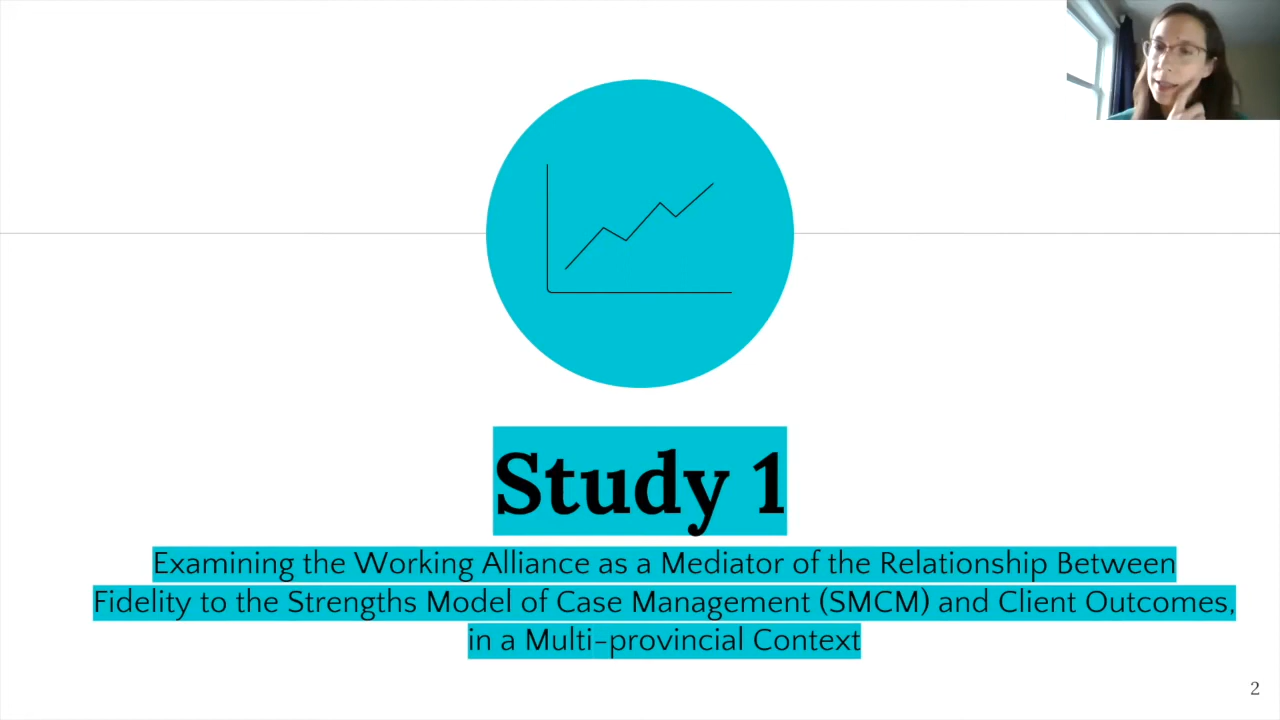 Study 1
Examining the Working Alliance as a Mediator of the Relationship Between
Fidelity to the Strengths Model of Case Management (SMCM) and Client Outcomes,
in a Multi-provincial Context
2